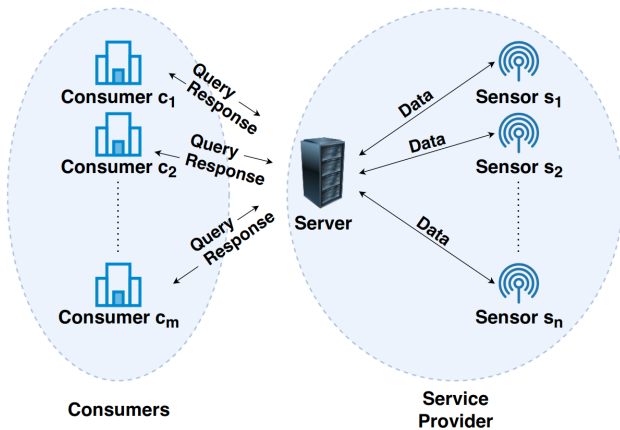 Consumer c1
Query
Response
Data
Sensor s1
Consumer c2
Query
Response
Data
Sensor s2
Server
Query
Response
Data
Consumer cm
Sensor sn
Consumers
Service
Provider